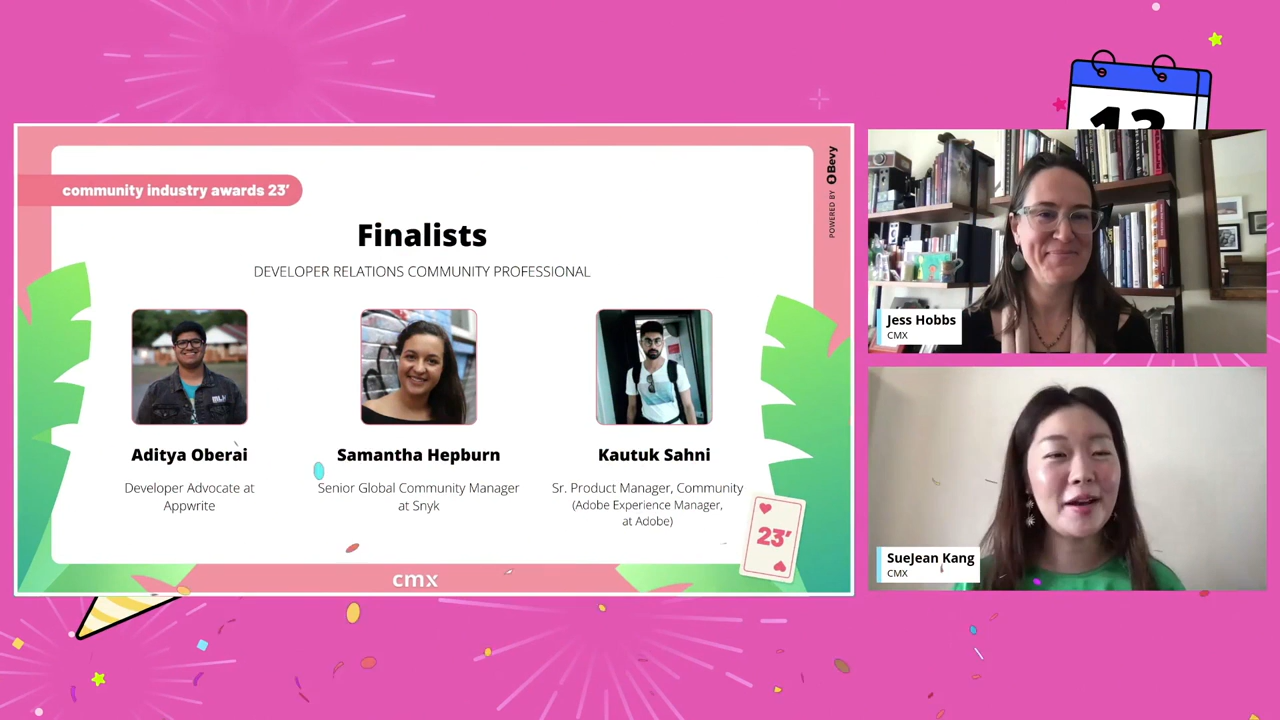 community industry awards 23'
POWERED BY Bevy
Finalists
DEVELOPER RELATIONS COMMUNITY PROFESSIONAL
Aditya Oberai
Developer Advocate at
Appwrite
Samantha Hepburn
Senior Global Community Manager
at Snyk
Kautuk Sahni
Sr. Product Manager, Community
(Adobe Experience Manager,
at Adobe)
23'
cmx
13
Jess Hobbs
CMX
SueJean Kang
CMX